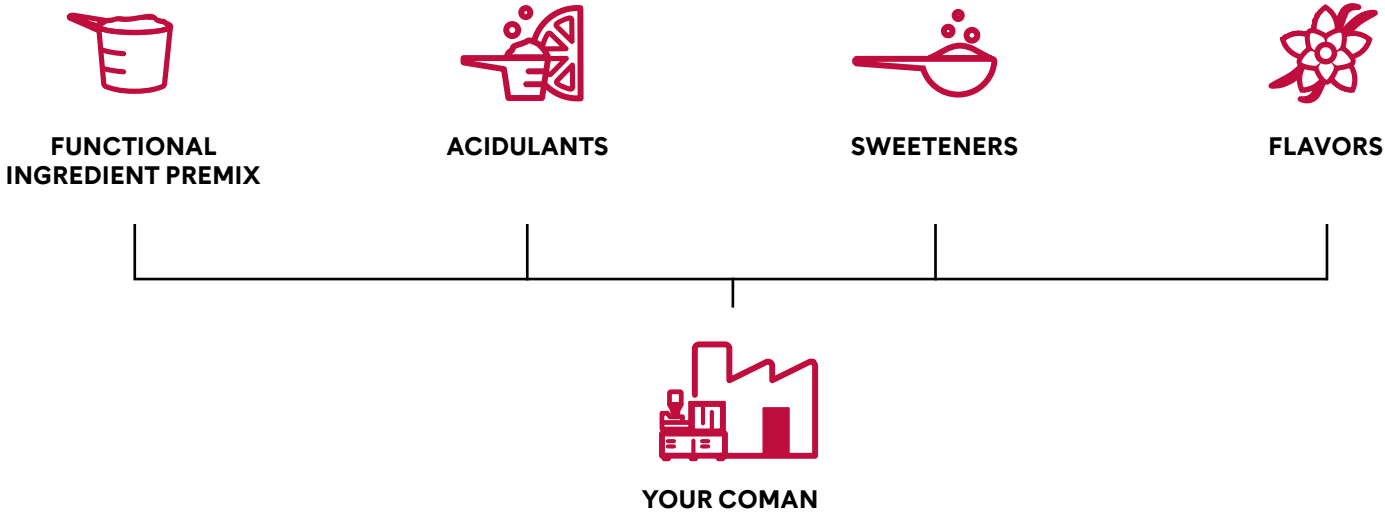 FUNCTIONAL
INGREDIENT PREMIX
ACIDULANTS
SWEETENERS
FLAVORS
YOUR COMAN